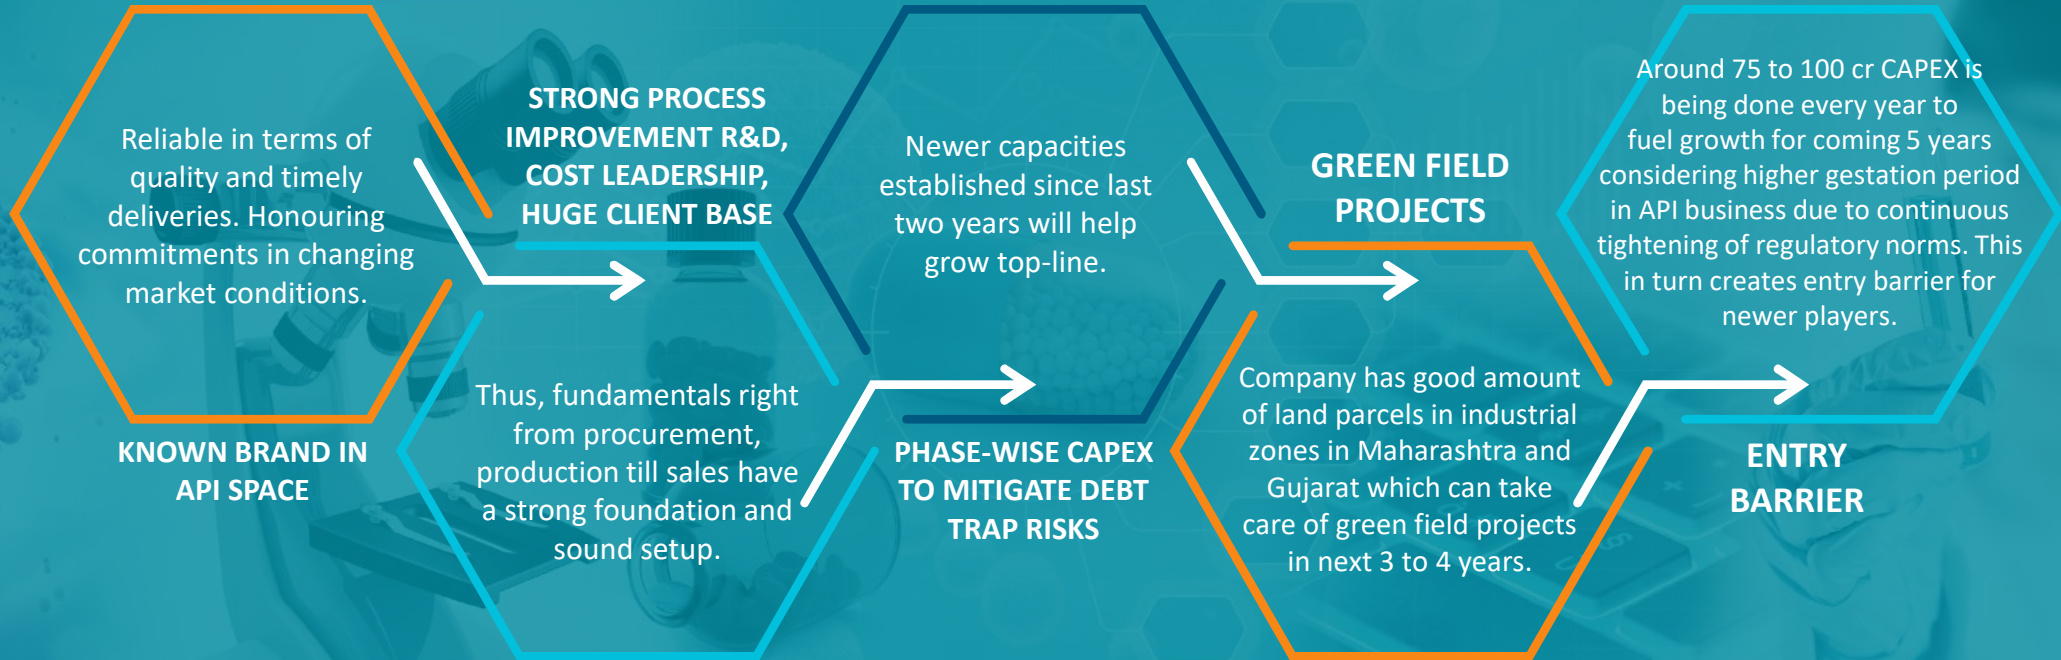 Reliable in terms of
quality and timely
deliveries. Honouring
commitments in changing
market conditions.
KNOWN BRAND IN
API SPACE
STRONG PROCESS
IMPROVEMENT R&D,
COST LEADERSHIP,
HUGE CLIENT BASE
Thus, fundamentals right
from procurement,
production till sales have
a strong foundation and
sound setup.
Newer capacities
established since last
two years will help
grow top-line.
PHASE-WISE CAPEX
TO MITIGATE DEBT
TRAP RISKS
GREEN FIELD
PROJECTS
Company has good amount
of land parcels in industrial
zones in Maharashtra and
Gujarat which can take
care of green field projects
in next 3 to 4 years.
Around 75 to 100 cr CAPEX is
being done every year to
fuel growth for coming 5 years
considering higher gestation period
in API business due to continuous
tightening of regulatory norms. This
in turn creates entry barrier for
newer players.
ENTRY
BARRIER